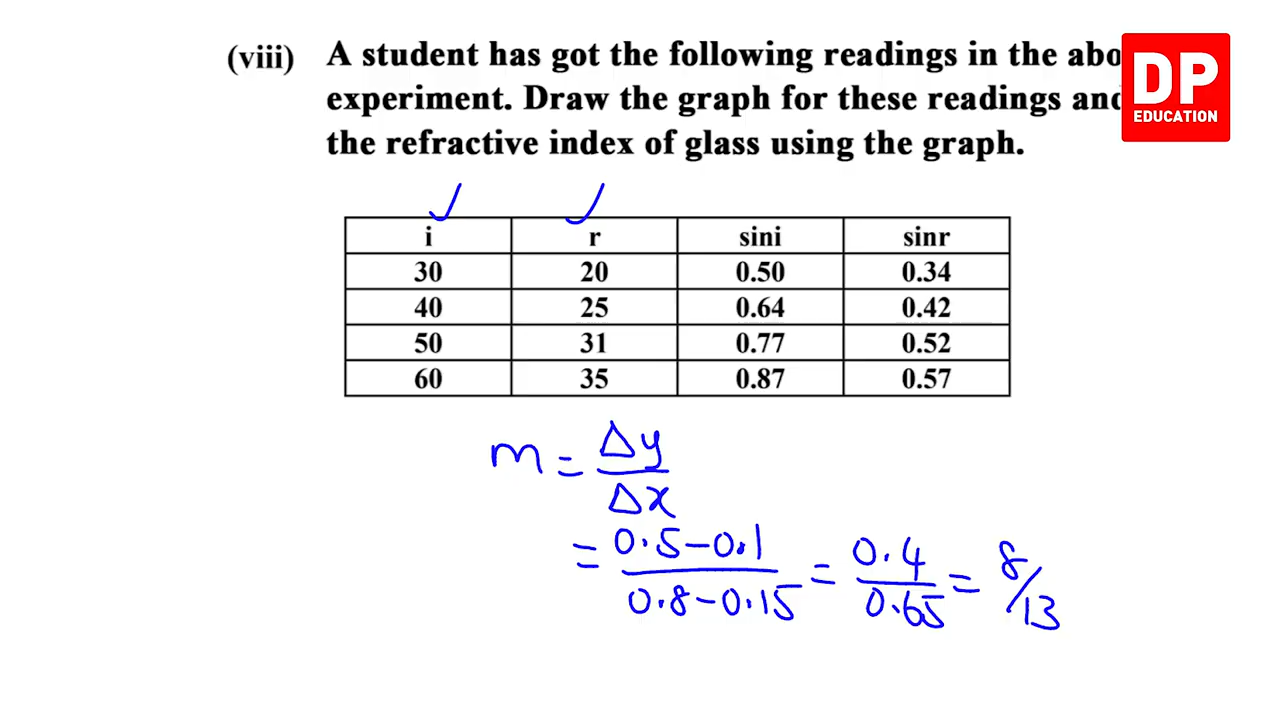 (viii) A student has got the following readings in the abo
experiment. Draw the graph for these readings and
the refractive index of glass using the graph.
DP
EDUCATION
i r sini sinr
30 20 0.50 0.34
40 25 0.64 0.42
50 31 0.77 0.52
60 35 0.87 0.57
m = Δy/Δx
= 0.5-0.1/0.8-0.15 = 0.4/0.65 = 8/13